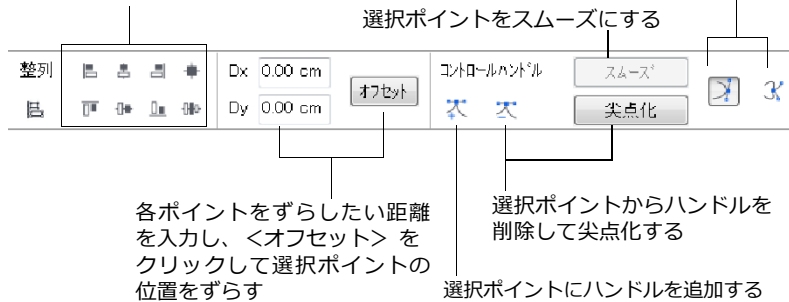 選択ポイントをスムーズにする
整列
Dx 0.00 cm
Dy 0.00 cm
オフセット
コントロールハンドル
スムーズ
尖点化
各ポイントをずらしたい距離
を入力し、＜オフセット＞ を
クリックして選択ポイントの
位置をずらす
選択ポイントからハンドルを
削除して尖点化する
選択ポイントにハンドルを追加する